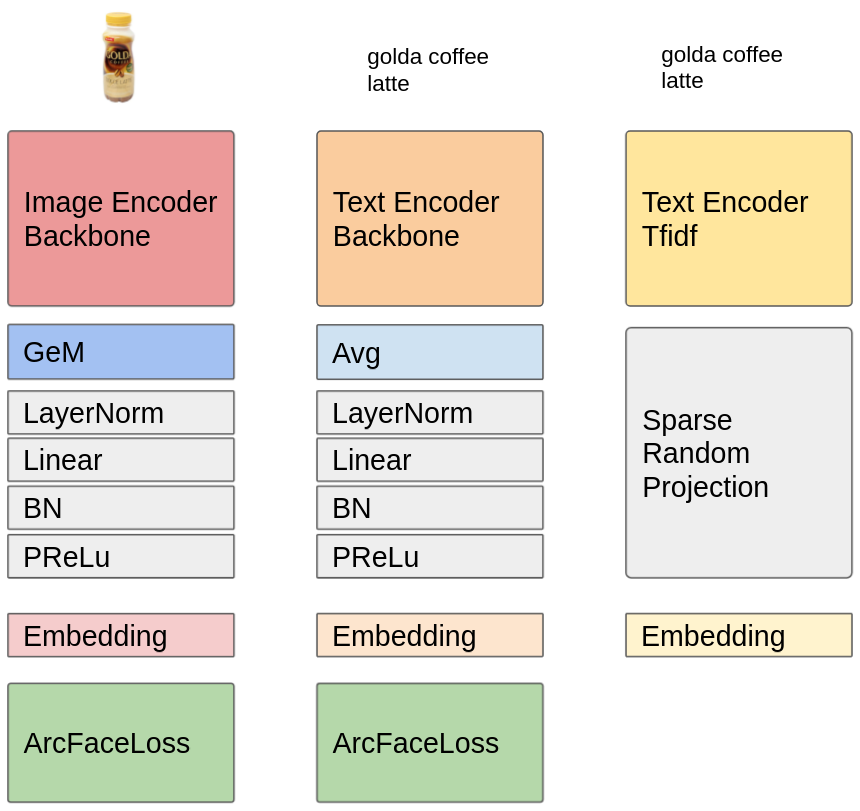 GOLDA
golda coffee
latte
golda coffee
latte
Image Encoder
Backbone
Text Encoder
Backbone
Text Encoder
Tfidf
GeM
Avg
LayerNorm
LayerNorm
Sparse
Random
Projection
Linear
Linear
BN
BN
PReLu
PReLu
Embedding
Embedding
Embedding
ArcFaceLoss
ArcFaceLoss